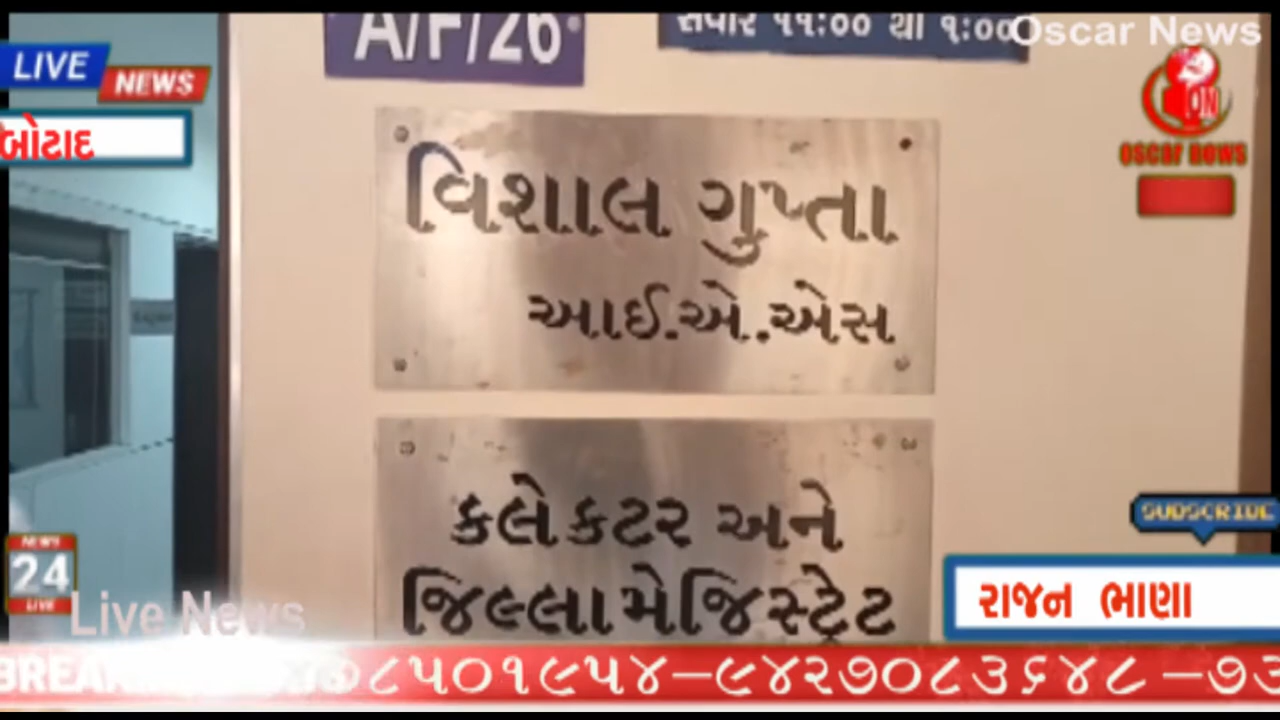 A/F/26
સવારે ૧૧:૦૦ થી ૧:૦૦
Oscar News
LIVE
NEWS
બોટાદ
ON
oscar news
વિશાલ ગુપ્તા
આઈ.એ.એસ
કલેકટર અને
જિલ્લા મેજિસ્ટ્રેટ
SUBSCRIBE
NEWS
24
LIVE
Live News
રાજન ભાણા
૮૫૦૧૯૫૪–૯૪૨૭૦૮૩૬૪૮ –૭૩